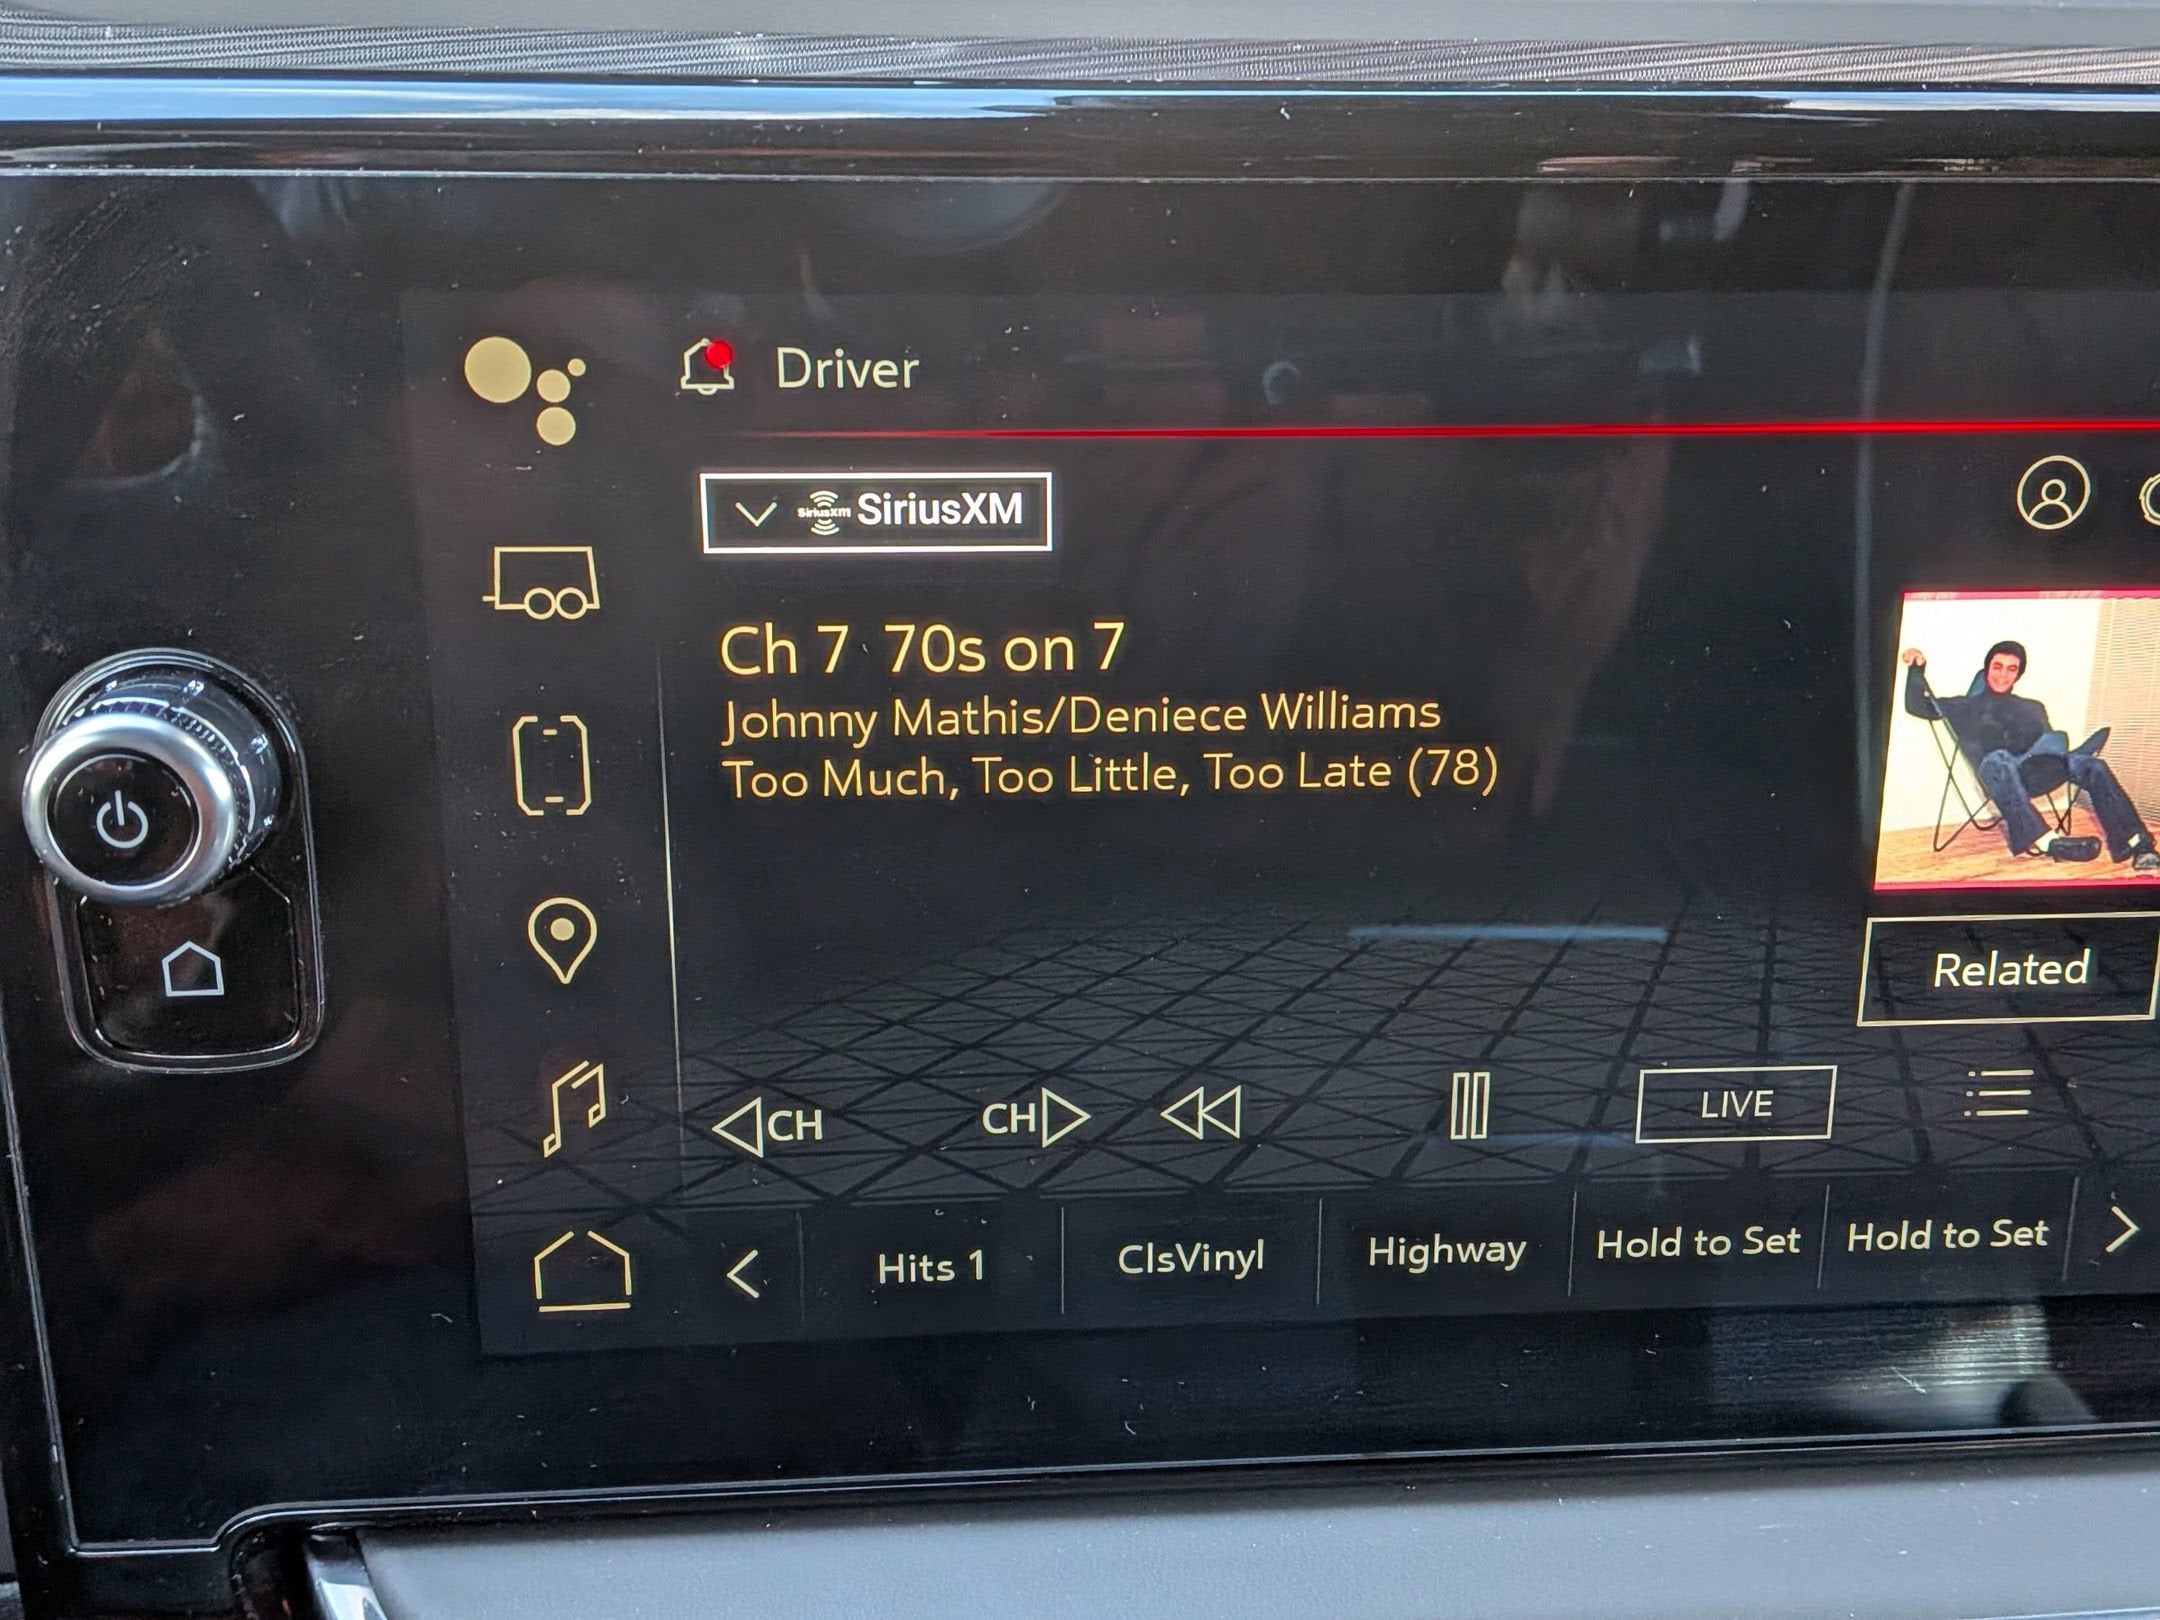 Driver
SiriusXM SiriusXM
Ch 7 70s on 7
Johnny Mathis/Deniece Williams
Too Much, Too Little, Too Late (78)
Related
CH CH LIVE
Hits 1 ClsVinyl Highway Hold to Set Hold to Set